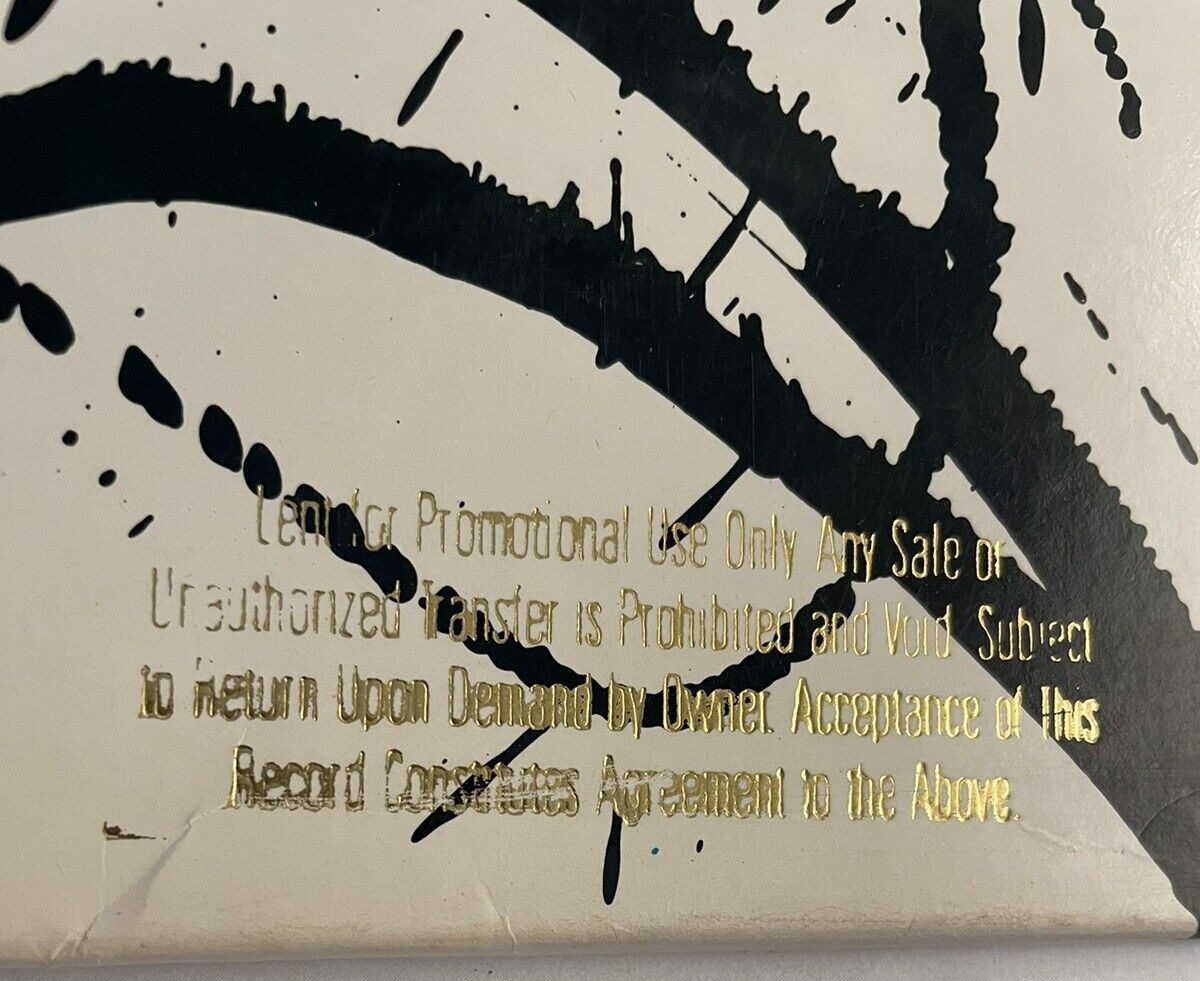 Lent for Promotional Use Only Any Sale or
Unauthorized Transfer is Prohibited and Void. Subject
to Return Upon Demand by Owner. Acceptance of This
Record Constitutes Agreement to the Above.